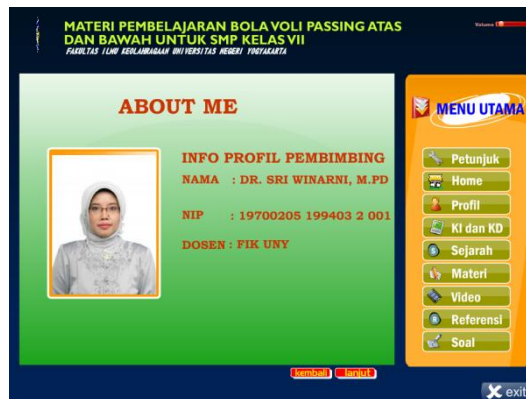 MATERI PEMBELAJARAN BOLA VOLI PASSING ATAS
DAN BAWAH UNTUK SMP KELAS VII
FAKULTAS ILMU KEOLAHRAGAAN UNIVERSITAS NEGERI YOGYAKARTA
Volume
ABOUT ME
INFO PROFIL PEMBIMBING
NAMA : DR. SRI WINARNI, M.PD
NIP : 19700205 199403 2 001
DOSEN : FIK UNY
MENU UTAMA
Petunjuk
Home
Profil
KI dan KD
Sejarah
Materi
Video
Referensi
Soal
kembali
lanjut
X exit